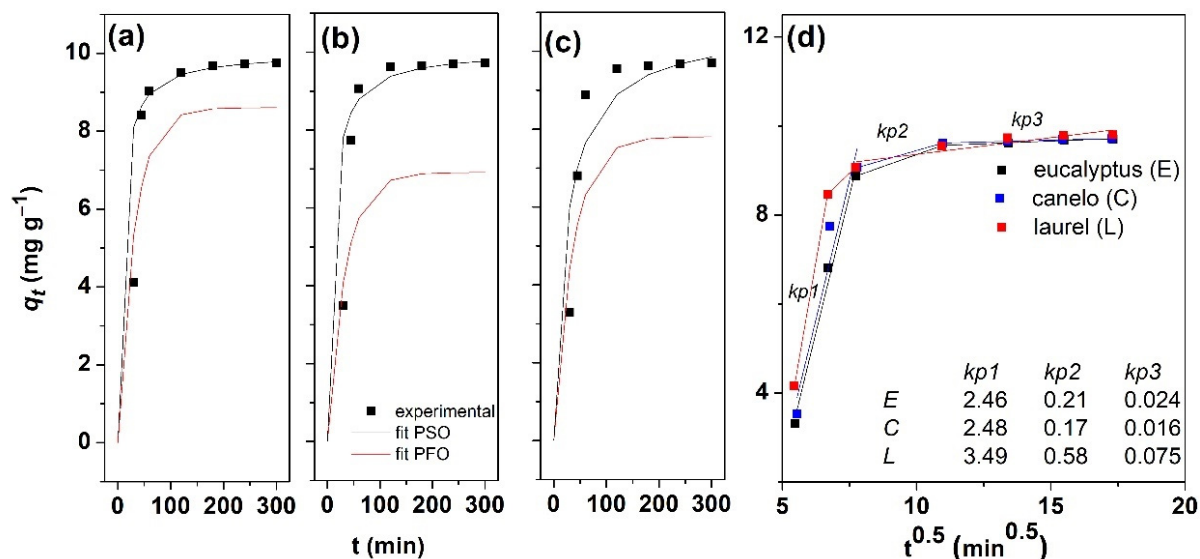 (a)
(b)
(c)
(d)
10
8
6
4
2
0
q_t (mg g⁻¹)
experimental
fit PSO
fit PFO
0 100 200 300
0 100 200 300
0 100 200 300
t (min)
12
8
4
kp1
kp2
kp3
eucalyptus (E)
canelo (C)
laurel (L)
kp1 kp2 kp3
E 2.46 0.21 0.024
C 2.48 0.17 0.016
L 3.49 0.58 0.075
5 10 15 20
t^0.5 (min^0.5)